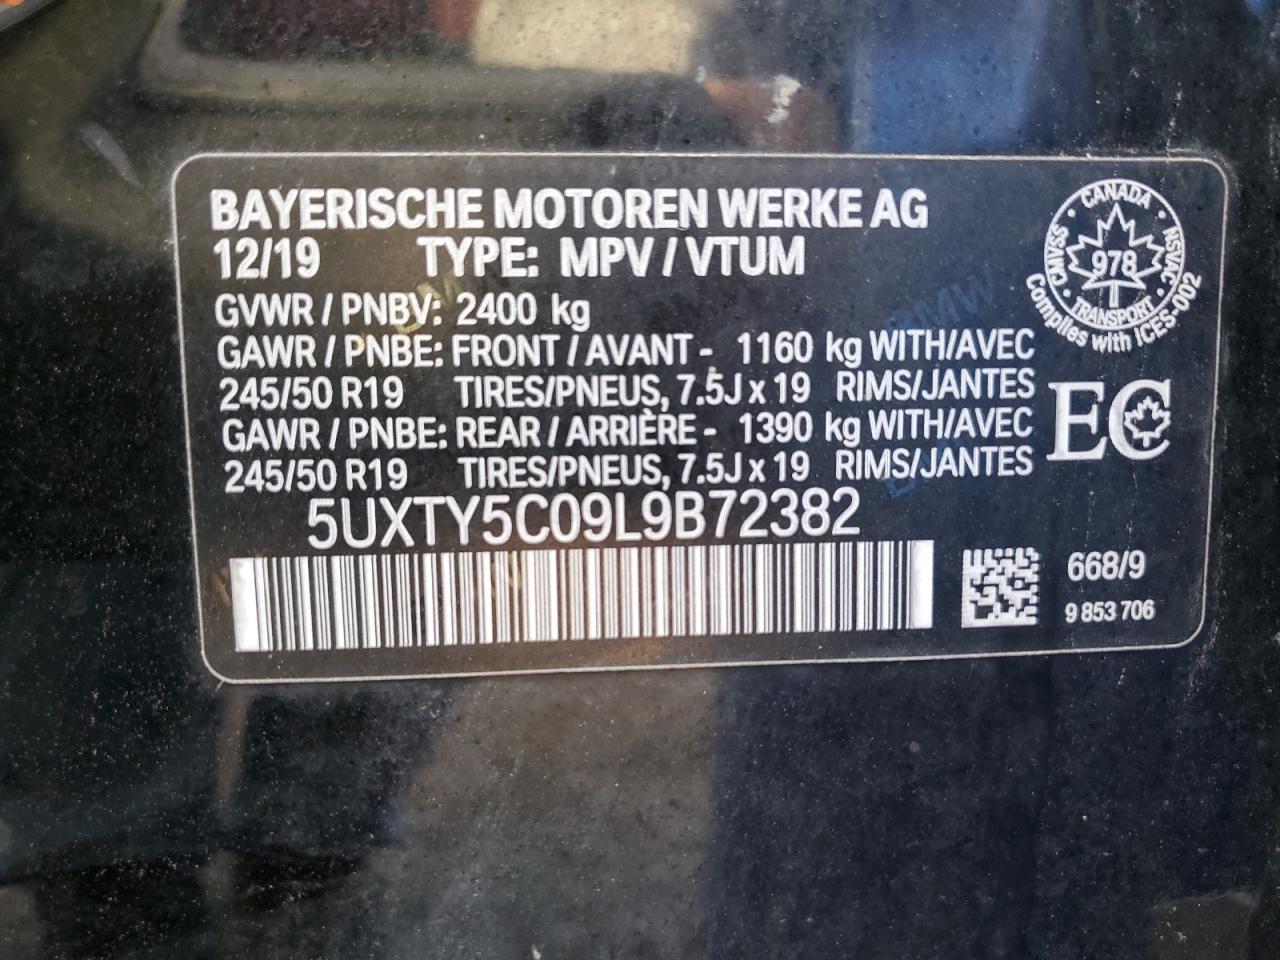 BAYERISCHE MOTOREN WERKE AG
12/19 TYPE: MPV / VTUM
GVWR / PNBV: 2400 kg
GAWR / PNBE: FRONT / AVANT - 1160 kg WITH/AVEC
245/50 R19 TIRES/PNEUS, 7.5J x 19 RIMS/JANTES
GAWR / PNBE: REAR / ARRIÈRE - 1390 kg WITH/AVEC
245/50 R19 TIRES/PNEUS, 7.5J x 19 RIMS/JANTES
5UXTY5C09L9B72382
CANADA
CMVSS
978
NSVAC
TRANSPORT
Complies with ICES-002
EC
668/9
9 853 706
BMW